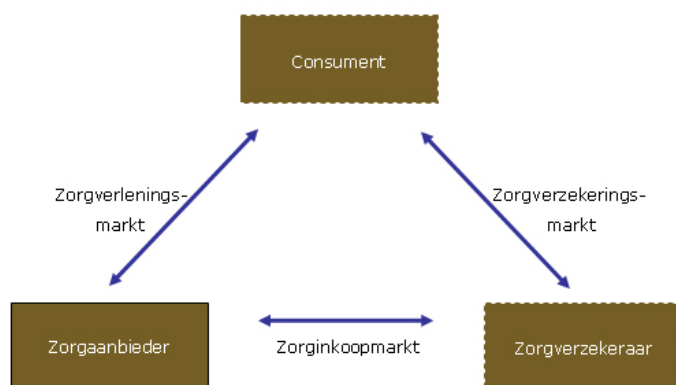 Consument
Zorgverlenings-
markt
Zorgverzekerings-
markt
Zorgaanbieder
Zorginkoopmarkt
Zorgverzekeraar